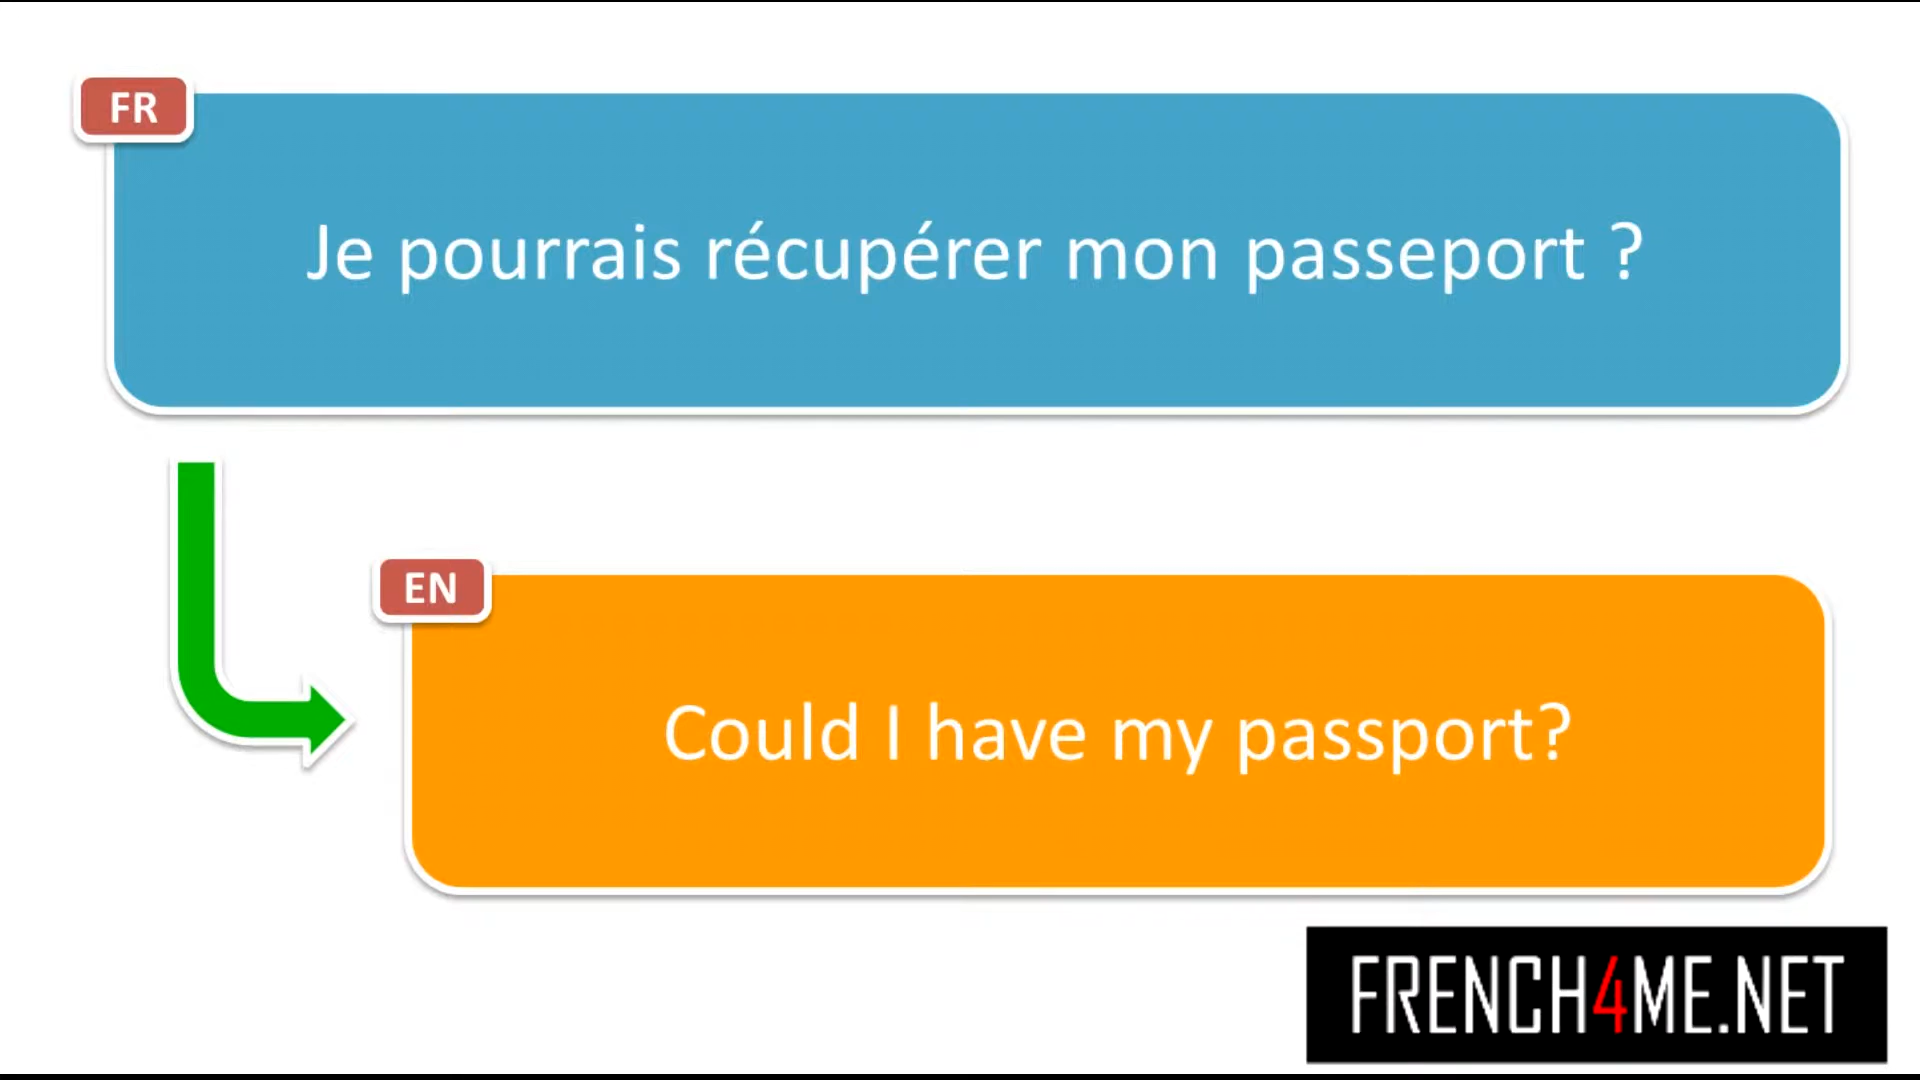 FR
Je pourrais récupérer mon passeport ?
EN
Could I have my passport?
FRENCH4ME.NET